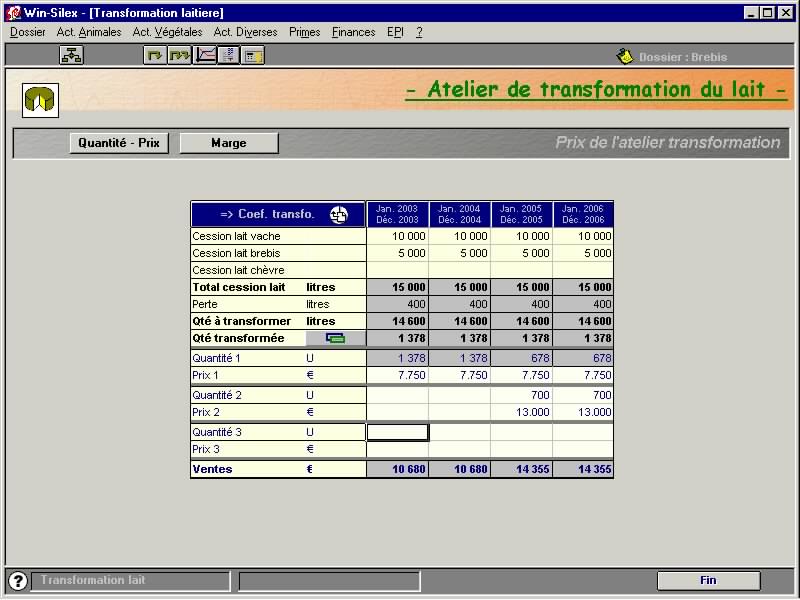 Win-Silex - [Transformation laitiere]
Dossier Act. Animales Act. Végétales Act. Diverses Primes Finances EPI ?
Dossier : Brebis
- Atelier de transformation du lait -
Quantité - Prix Marge Prix de l'atelier transformation
=> Coef. transfo. Jan. 2003 Jan. 2004 Jan. 2005 Jan. 2006
Déc. 2003 Déc. 2004 Déc. 2005 Déc. 2006
Cession lait vache 10 000 10 000 10 000 10 000
Cession lait brebis 5 000 5 000 5 000 5 000
Cession lait chèvre
Total cession lait litres 15 000 15 000 15 000 15 000
Perte litres 400 400 400 400
Qté à transformer litres 14 600 14 600 14 600 14 600
Qté transformée 1 378 1 378 1 378 1 378
Quantité 1 U 1 378 1 378 678 678
Prix 1 € 7.750 7.750 7.750 7.750
Quantité 2 U 700 700
Prix 2 € 13.000 13.000
Quantité 3 U
Prix 3 €
Ventes € 10 680 10 680 14 355 14 355
? Transformation lait Fin